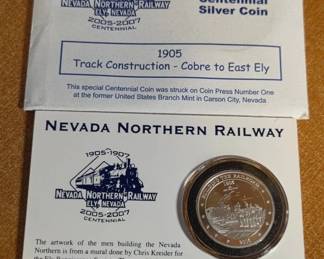 NEVADA NORTHERN RAILWAY
ELY, NEVADA
2005-2007
CENTENNIAL
Centennial
Silver Coin
1905
Track Construction - Cobre to East Ely
This special Centennial Coin was struck on Coin Press Number One
at the former United States Branch Mint in Carson City, Nevada
NEVADA NORTHERN RAILWAY
1905-1907
NEVADA NORTHERN RAILWAY
ELY, NEVADA
2005-2007
CENTENNIAL
The artwork of the men building the Nevada
Northern is from a mural done by Chris Kreider for